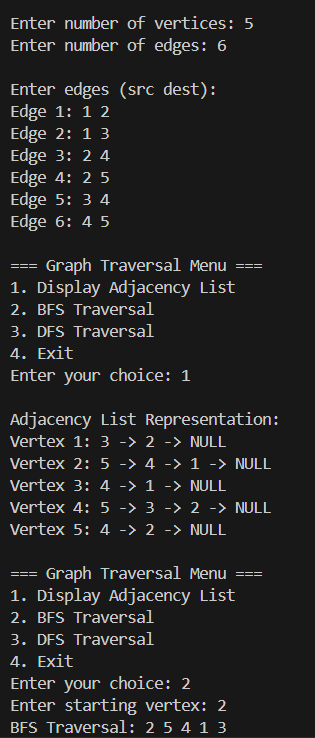 Enter number of vertices: 5
Enter number of edges: 6
Enter edges (src dest):
Edge 1: 1 2
Edge 2: 1 3
Edge 3: 2 4
Edge 4: 2 5
Edge 5: 3 4
Edge 6: 4 5
=== Graph Traversal Menu ===
1. Display Adjacency List
2. BFS Traversal
3. DFS Traversal
4. Exit
Enter your choice: 1
Adjacency List Representation:
Vertex 1: 3 -> 2 -> NULL
Vertex 2: 5 -> 4 -> 1 -> NULL
Vertex 3: 4 -> 1 -> NULL
Vertex 4: 5 -> 3 -> 2 -> NULL
Vertex 5: 4 -> 2 -> NULL
=== Graph Traversal Menu ===
1. Display Adjacency List
2. BFS Traversal
3. DFS Traversal
4. Exit
Enter your choice: 2
Enter starting vertex: 2
BFS Traversal: 2 5 4 1 3